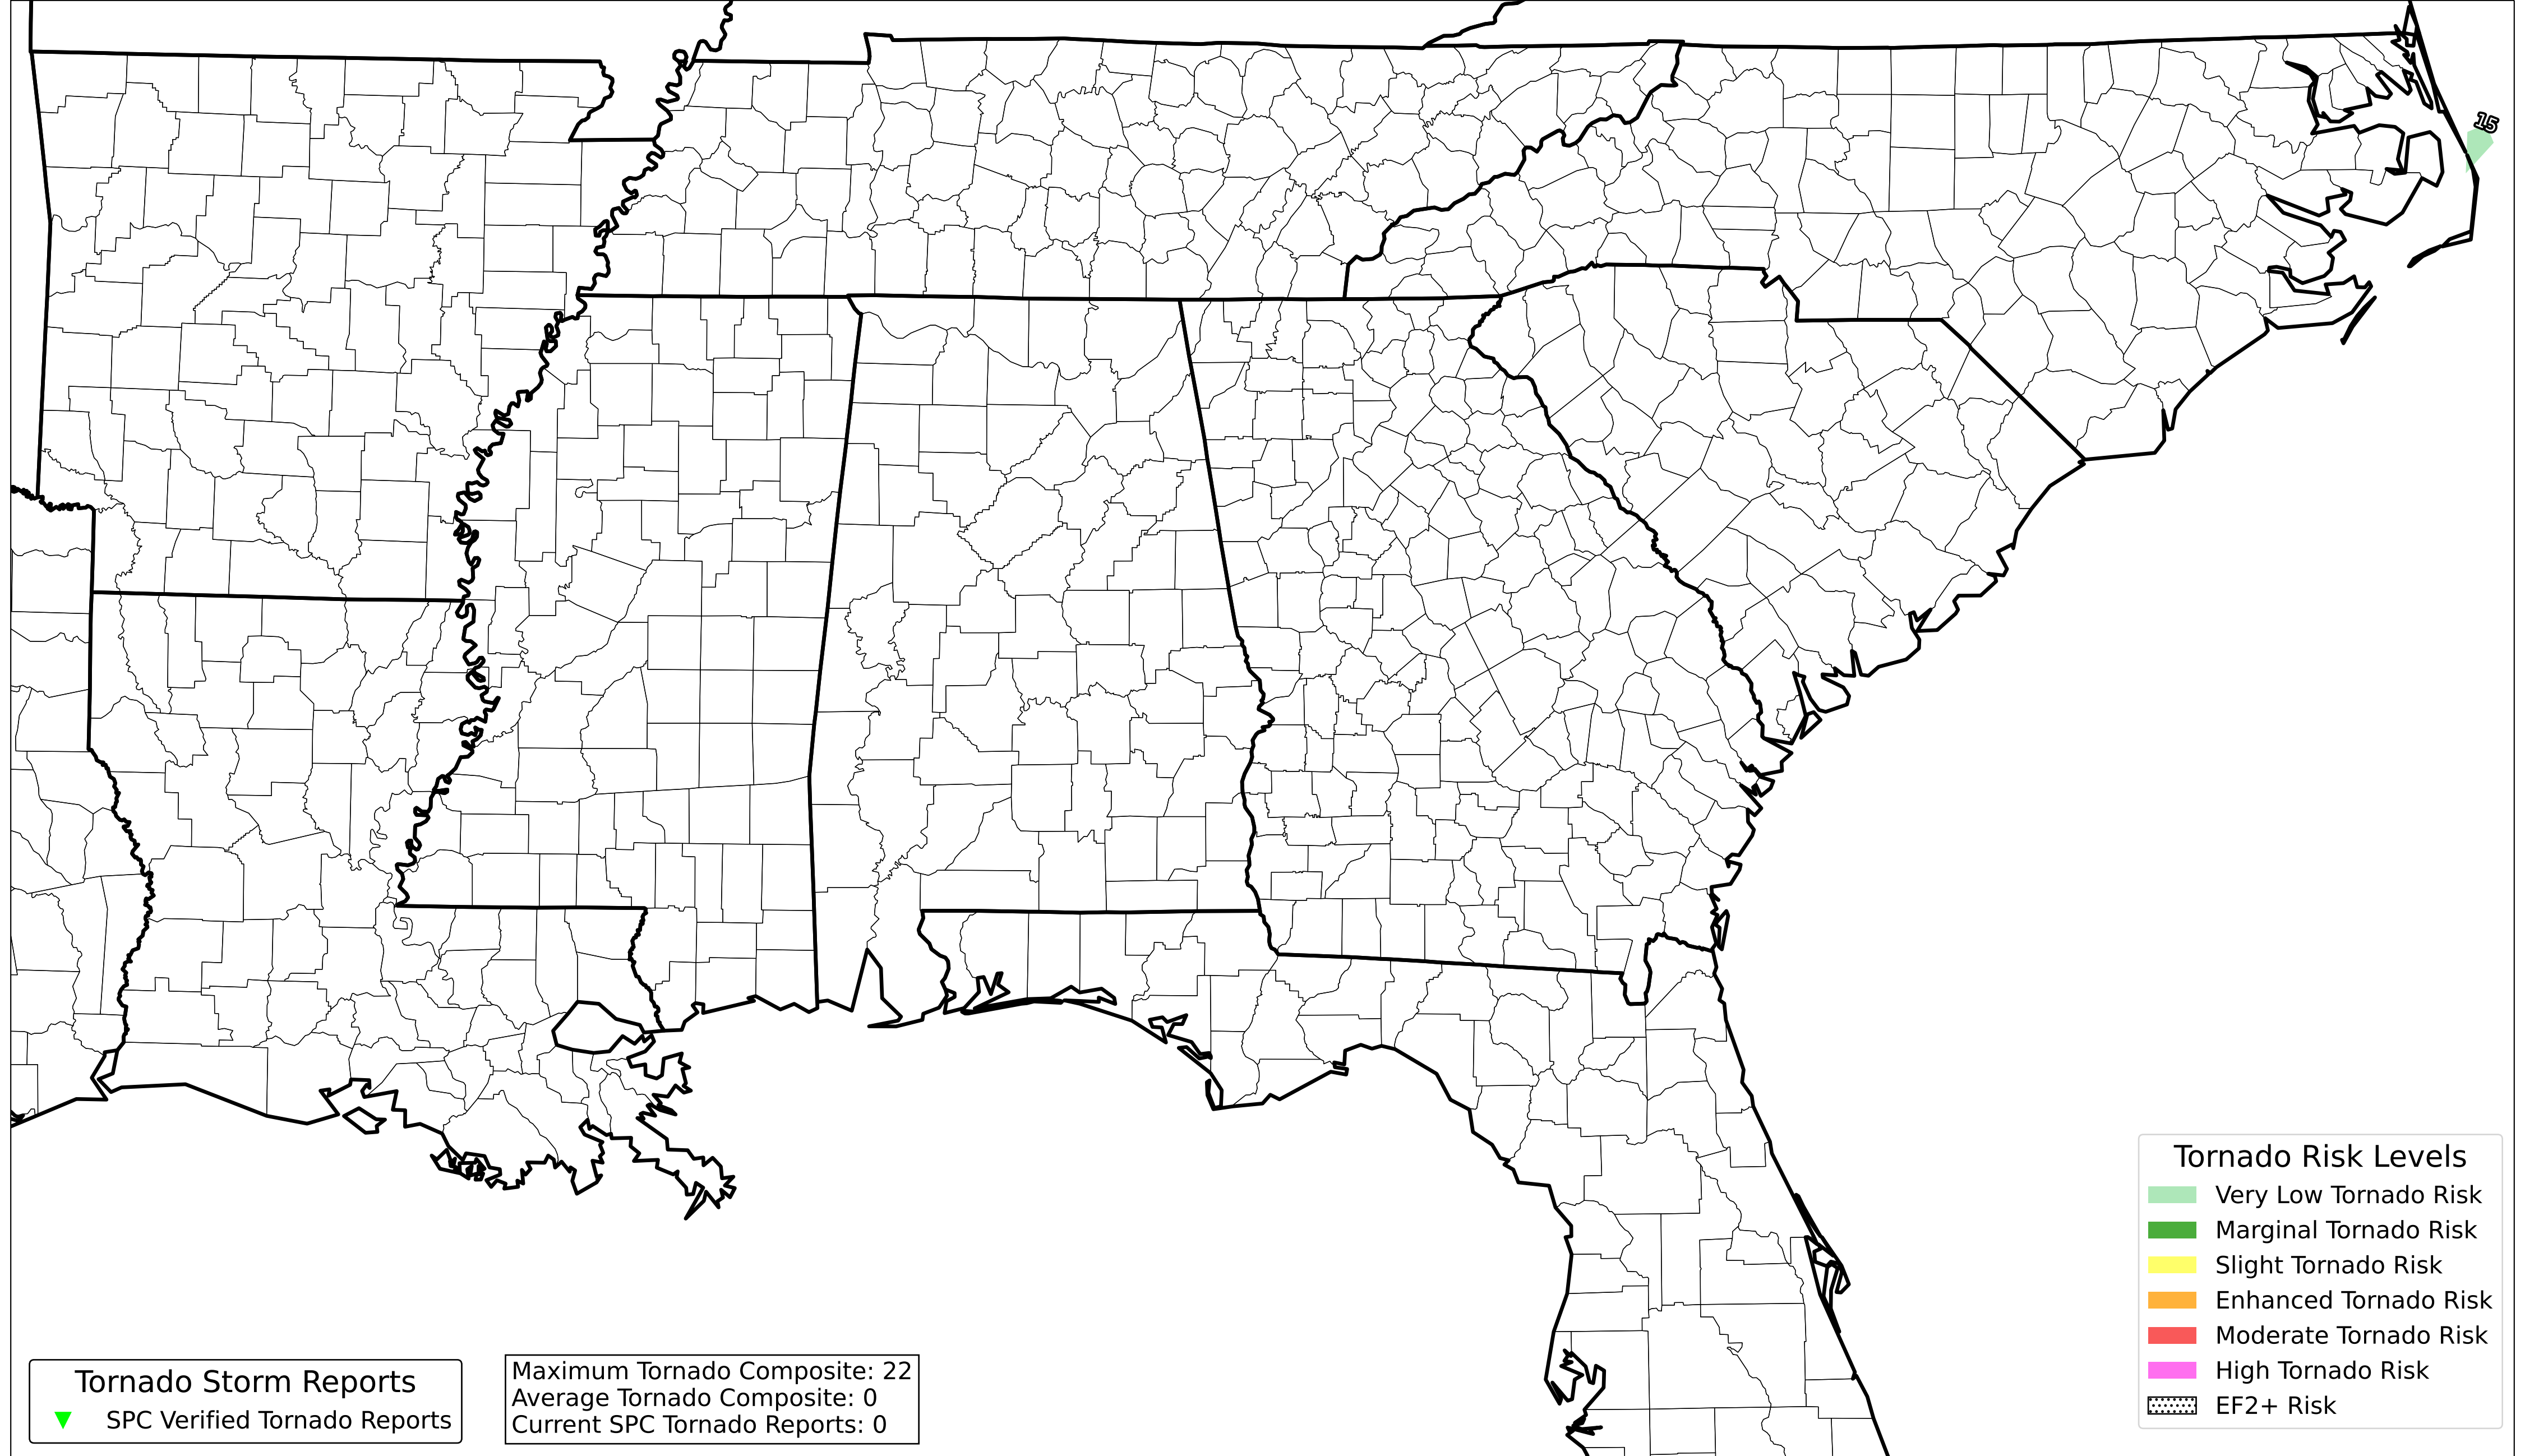 15
Tornado Risk Levels
Very Low Tornado Risk
Marginal Tornado Risk
Slight Tornado Risk
Enhanced Tornado Risk
Moderate Tornado Risk
High Tornado Risk
EF2+ Risk
Tornado Storm Reports
SPC Verified Tornado Reports
Maximum Tornado Composite: 22
Average Tornado Composite: 0
Current SPC Tornado Reports: 0